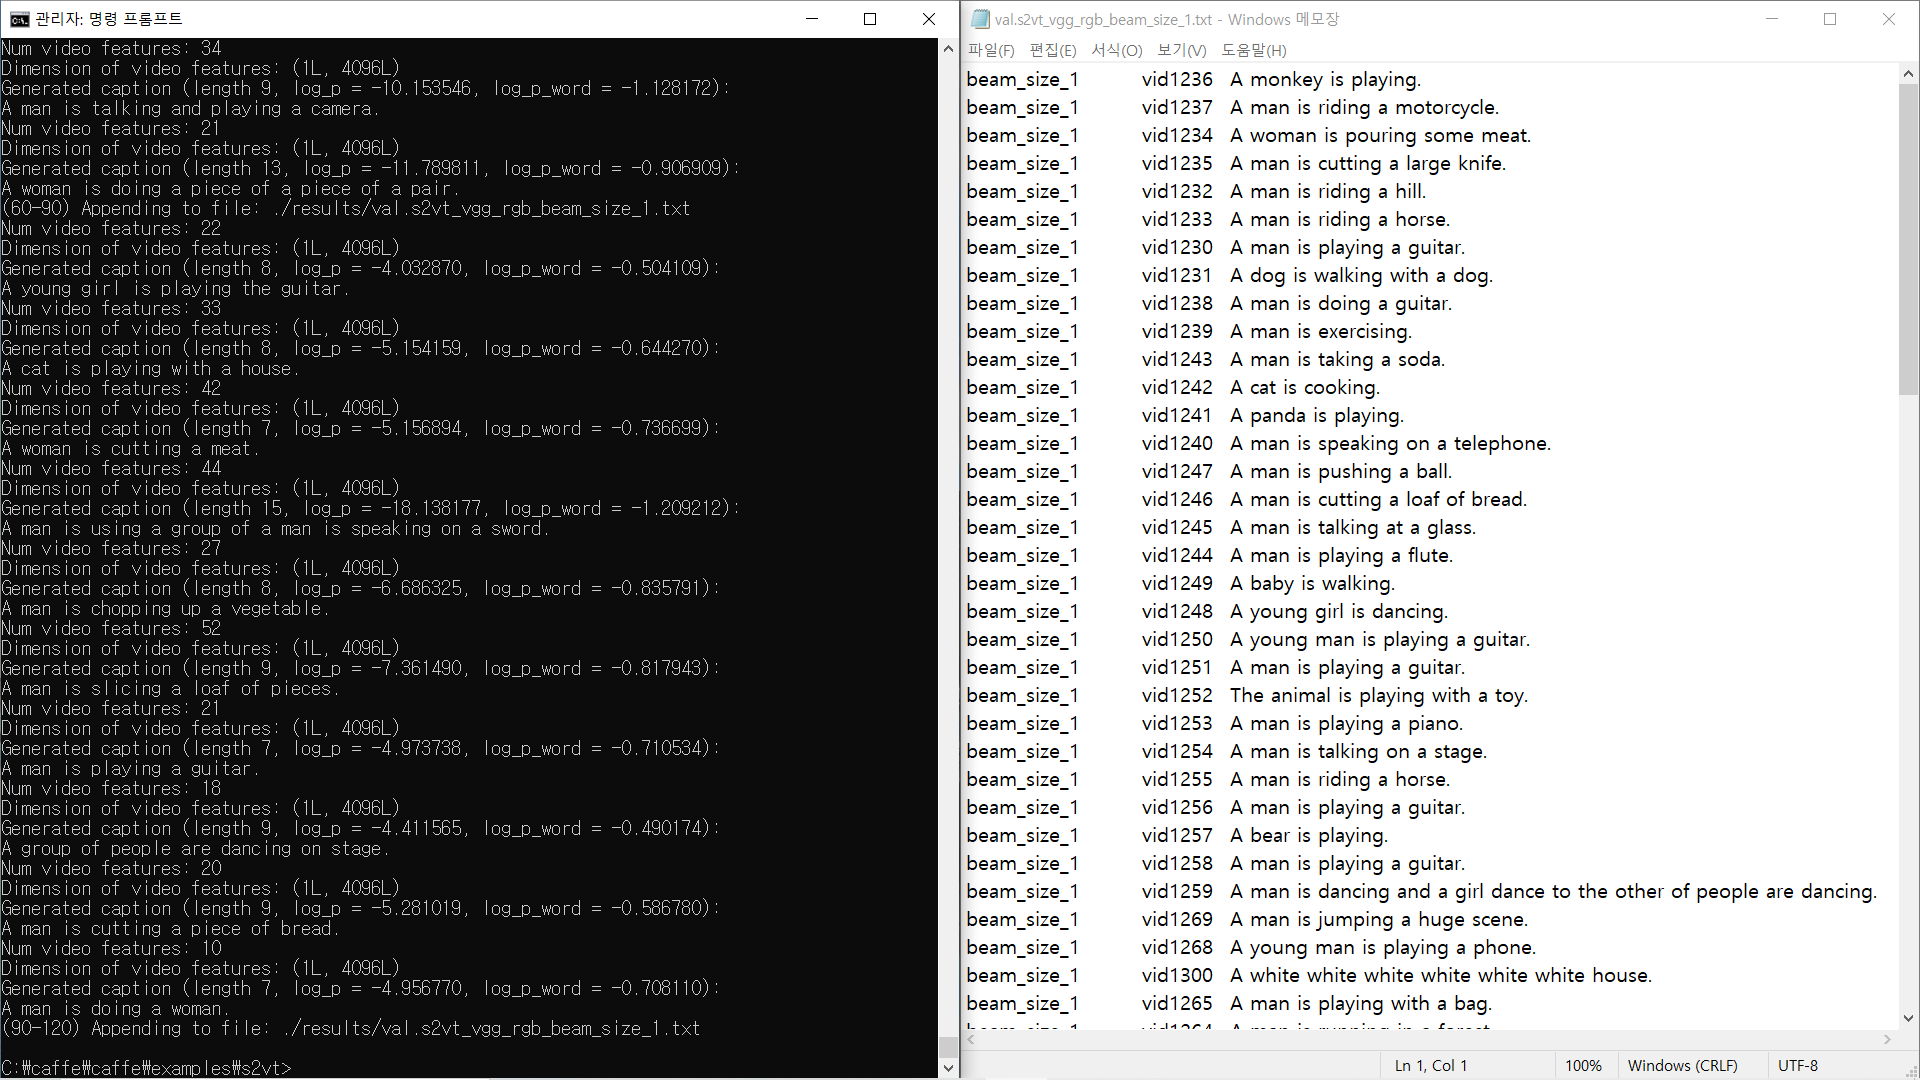 관리자: 명령 프롬프트
Num video features: 34
Dimension of video features: (1L, 4096L)
Generated caption (length 9, log_p = -10.153546, log_p_word = -1.128172):
A man is talking and playing a camera.
Num video features: 21
Dimension of video features: (1L, 4096L)
Generated caption (length 13, log_p = -11.789811, log_p_word = -0.906909):
A woman is doing a piece of a piece of a pair.
(60-90) Appending to file: ./results/val.s2vt_vgg_rgb_beam_size_1.txt
Num video features: 22
Dimension of video features: (1L, 4096L)
Generated caption (length 8, log_p = -4.032870, log_p_word = -0.504109):
A young girl is playing the guitar.
Num video features: 33
Dimension of video features: (1L, 4096L)
Generated caption (length 8, log_p = -5.154159, log_p_word = -0.644270):
A cat is playing with a house.
Num video features: 42
Dimension of video features: (1L, 4096L)
Generated caption (length 7, log_p = -5.156894, log_p_word = -0.736699):
A woman is cutting a meat.
Num video features: 44
Dimension of video features: (1L, 4096L)
Generated caption (length 15, log_p = -18.138177, log_p_word = -1.209212):
A man is using a group of a man is speaking on a sword.
Num video features: 27
Dimension of video features: (1L, 4096L)
Generated caption (length 8, log_p = -6.686325, log_p_word = -0.835791):
A man is chopping up a vegetable.
Num video features: 52
Dimension of video features: (1L, 4096L)
Generated caption (length 9, log_p = -7.361490, log_p_word = -0.817943):
A man is slicing a loaf of pieces.
Num video features: 21
Dimension of video features: (1L, 4096L)
Generated caption (length 7, log_p = -4.973738, log_p_word = -0.710534):
A man is playing a guitar.
Num video features: 18
Dimension of video features: (1L, 4096L)
Generated caption (length 9, log_p = -4.411565, log_p_word = -0.490174):
A group of people are dancing on stage.
Num video features: 20
Dimension of video features: (1L, 4096L)
Generated caption (length 9, log_p = -5.281019, log_p_word = -0.586780):
A man is cutting a piece of bread.
Num video features: 10
Dimension of video features: (1L, 4096L)
Generated caption (length 7, log_p = -4.956770, log_p_word = -0.708110):
A man is doing a woman.
(90-120) Appending to file: ./results/val.s2vt_vgg_rgb_beam_size_1.txt
C:₩caffe₩caffe₩examples₩s2vt>
val.s2vt_vgg_rgb_beam_size_1.txt - Windows 메모장
파일(F) 편집(E) 서식(O) 보기(V) 도움말(H)
beam_size_1 vid1236 A monkey is playing.
beam_size_1 vid1237 A man is riding a motorcycle.
beam_size_1 vid1234 A woman is pouring some meat.
beam_size_1 vid1235 A man is cutting a large knife.
beam_size_1 vid1232 A man is riding a hill.
beam_size_1 vid1233 A man is riding a horse.
beam_size_1 vid1230 A man is playing a guitar.
beam_size_1 vid1231 A dog is walking with a dog.
beam_size_1 vid1238 A man is doing a guitar.
beam_size_1 vid1239 A man is exercising.
beam_size_1 vid1243 A man is taking a soda.
beam_size_1 vid1242 A cat is cooking.
beam_size_1 vid1241 A panda is playing.
beam_size_1 vid1240 A man is speaking on a telephone.
beam_size_1 vid1247 A man is pushing a ball.
beam_size_1 vid1246 A man is cutting a loaf of bread.
beam_size_1 vid1245 A man is talking at a glass.
beam_size_1 vid1244 A man is playing a flute.
beam_size_1 vid1249 A baby is walking.
beam_size_1 vid1248 A young girl is dancing.
beam_size_1 vid1250 A young man is playing a guitar.
beam_size_1 vid1251 A man is playing a guitar.
beam_size_1 vid1252 The animal is playing with a toy.
beam_size_1 vid1253 A man is playing a piano.
beam_size_1 vid1254 A man is talking on a stage.
beam_size_1 vid1255 A man is riding a horse.
beam_size_1 vid1256 A man is playing a guitar.
beam_size_1 vid1257 A bear is playing.
beam_size_1 vid1258 A man is playing a guitar.
beam_size_1 vid1259 A man is dancing and a girl dance to the other of people are dancing.
beam_size_1 vid1269 A man is jumping a huge scene.
beam_size_1 vid1268 A young man is playing a phone.
beam_size_1 vid1300 A white white white white white white house.
beam_size_1 vid1265 A man is playing with a bag.
beam_size_1 vid1264 A man is running in a forest.
Ln 1, Col 1 100% Windows (CRLF) UTF-8